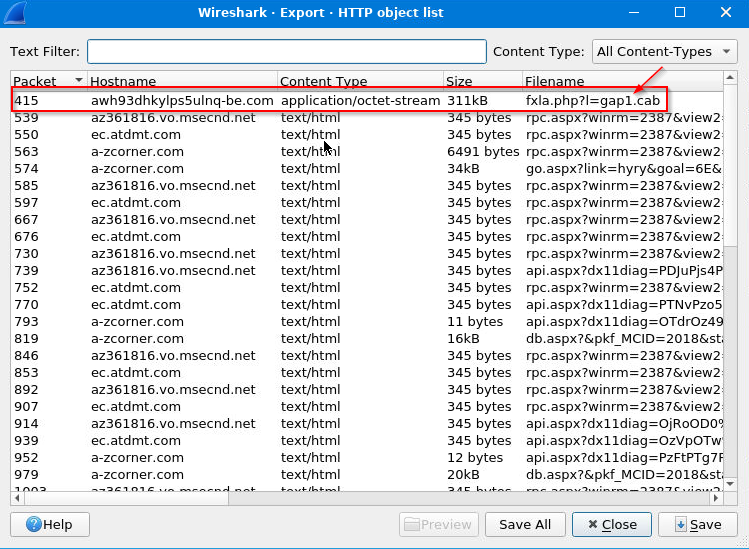 Wireshark · Export · HTTP object list
Text Filter: Content Type: All Content-Types
Packet Hostname Content Type Size Filename
415 awh93dhkylps5ulnq-be.com application/octet-stream 311kB fxla.php?l=gap1.cab
539 az361816.vo.msecnd.net text/html 345 bytes rpc.aspx?winrm=2387&view2=
550 ec.atdmt.com text/html 345 bytes rpc.aspx?winrm=2387&view2=
563 a-zcorner.com text/html 6491 bytes rpc.aspx?winrm=2387&view2=
574 a-zcorner.com text/html 34kB go.aspx?link=hyry&goal=6E&
585 az361816.vo.msecnd.net text/html 345 bytes rpc.aspx?winrm=2387&view2=
597 ec.atdmt.com text/html 345 bytes rpc.aspx?winrm=2387&view2=
667 az361816.vo.msecnd.net text/html 345 bytes rpc.aspx?winrm=2387&view2=
676 ec.atdmt.com text/html 345 bytes rpc.aspx?winrm=2387&view2=
730 az361816.vo.msecnd.net text/html 345 bytes rpc.aspx?winrm=2387&view2=
739 az361816.vo.msecnd.net text/html 345 bytes api.aspx?dx11diag=PDJuPjs4P
752 ec.atdmt.com text/html 345 bytes rpc.aspx?winrm=2387&view2=
770 ec.atdmt.com text/html 345 bytes api.aspx?dx11diag=PTNvPzo5
793 a-zcorner.com text/html 11 bytes api.aspx?dx11diag=OTdrOz49
819 a-zcorner.com text/html 16kB db.aspx?&pkf_MCID=2018&sta
846 az361816.vo.msecnd.net text/html 345 bytes rpc.aspx?winrm=2387&view2=
853 ec.atdmt.com text/html 345 bytes rpc.aspx?winrm=2387&view2=
892 az361816.vo.msecnd.net text/html 345 bytes rpc.aspx?winrm=2387&view2=
907 ec.atdmt.com text/html 345 bytes rpc.aspx?winrm=2387&view2=
914 az361816.vo.msecnd.net text/html 345 bytes api.aspx?dx11diag=OjRoOD0%
939 ec.atdmt.com text/html 345 bytes api.aspx?dx11diag=OzVpOTw
952 a-zcorner.com text/html 12 bytes api.aspx?dx11diag=PzFtPTg7F
979 a-zcorner.com text/html 20kB db.aspx?&pkf_MCID=2018&sta
1003 az361816.vo.msecnd.net text/html 345 bytes rpc.aspx?winrm=2387&view2=
Help Preview Save All Close Save